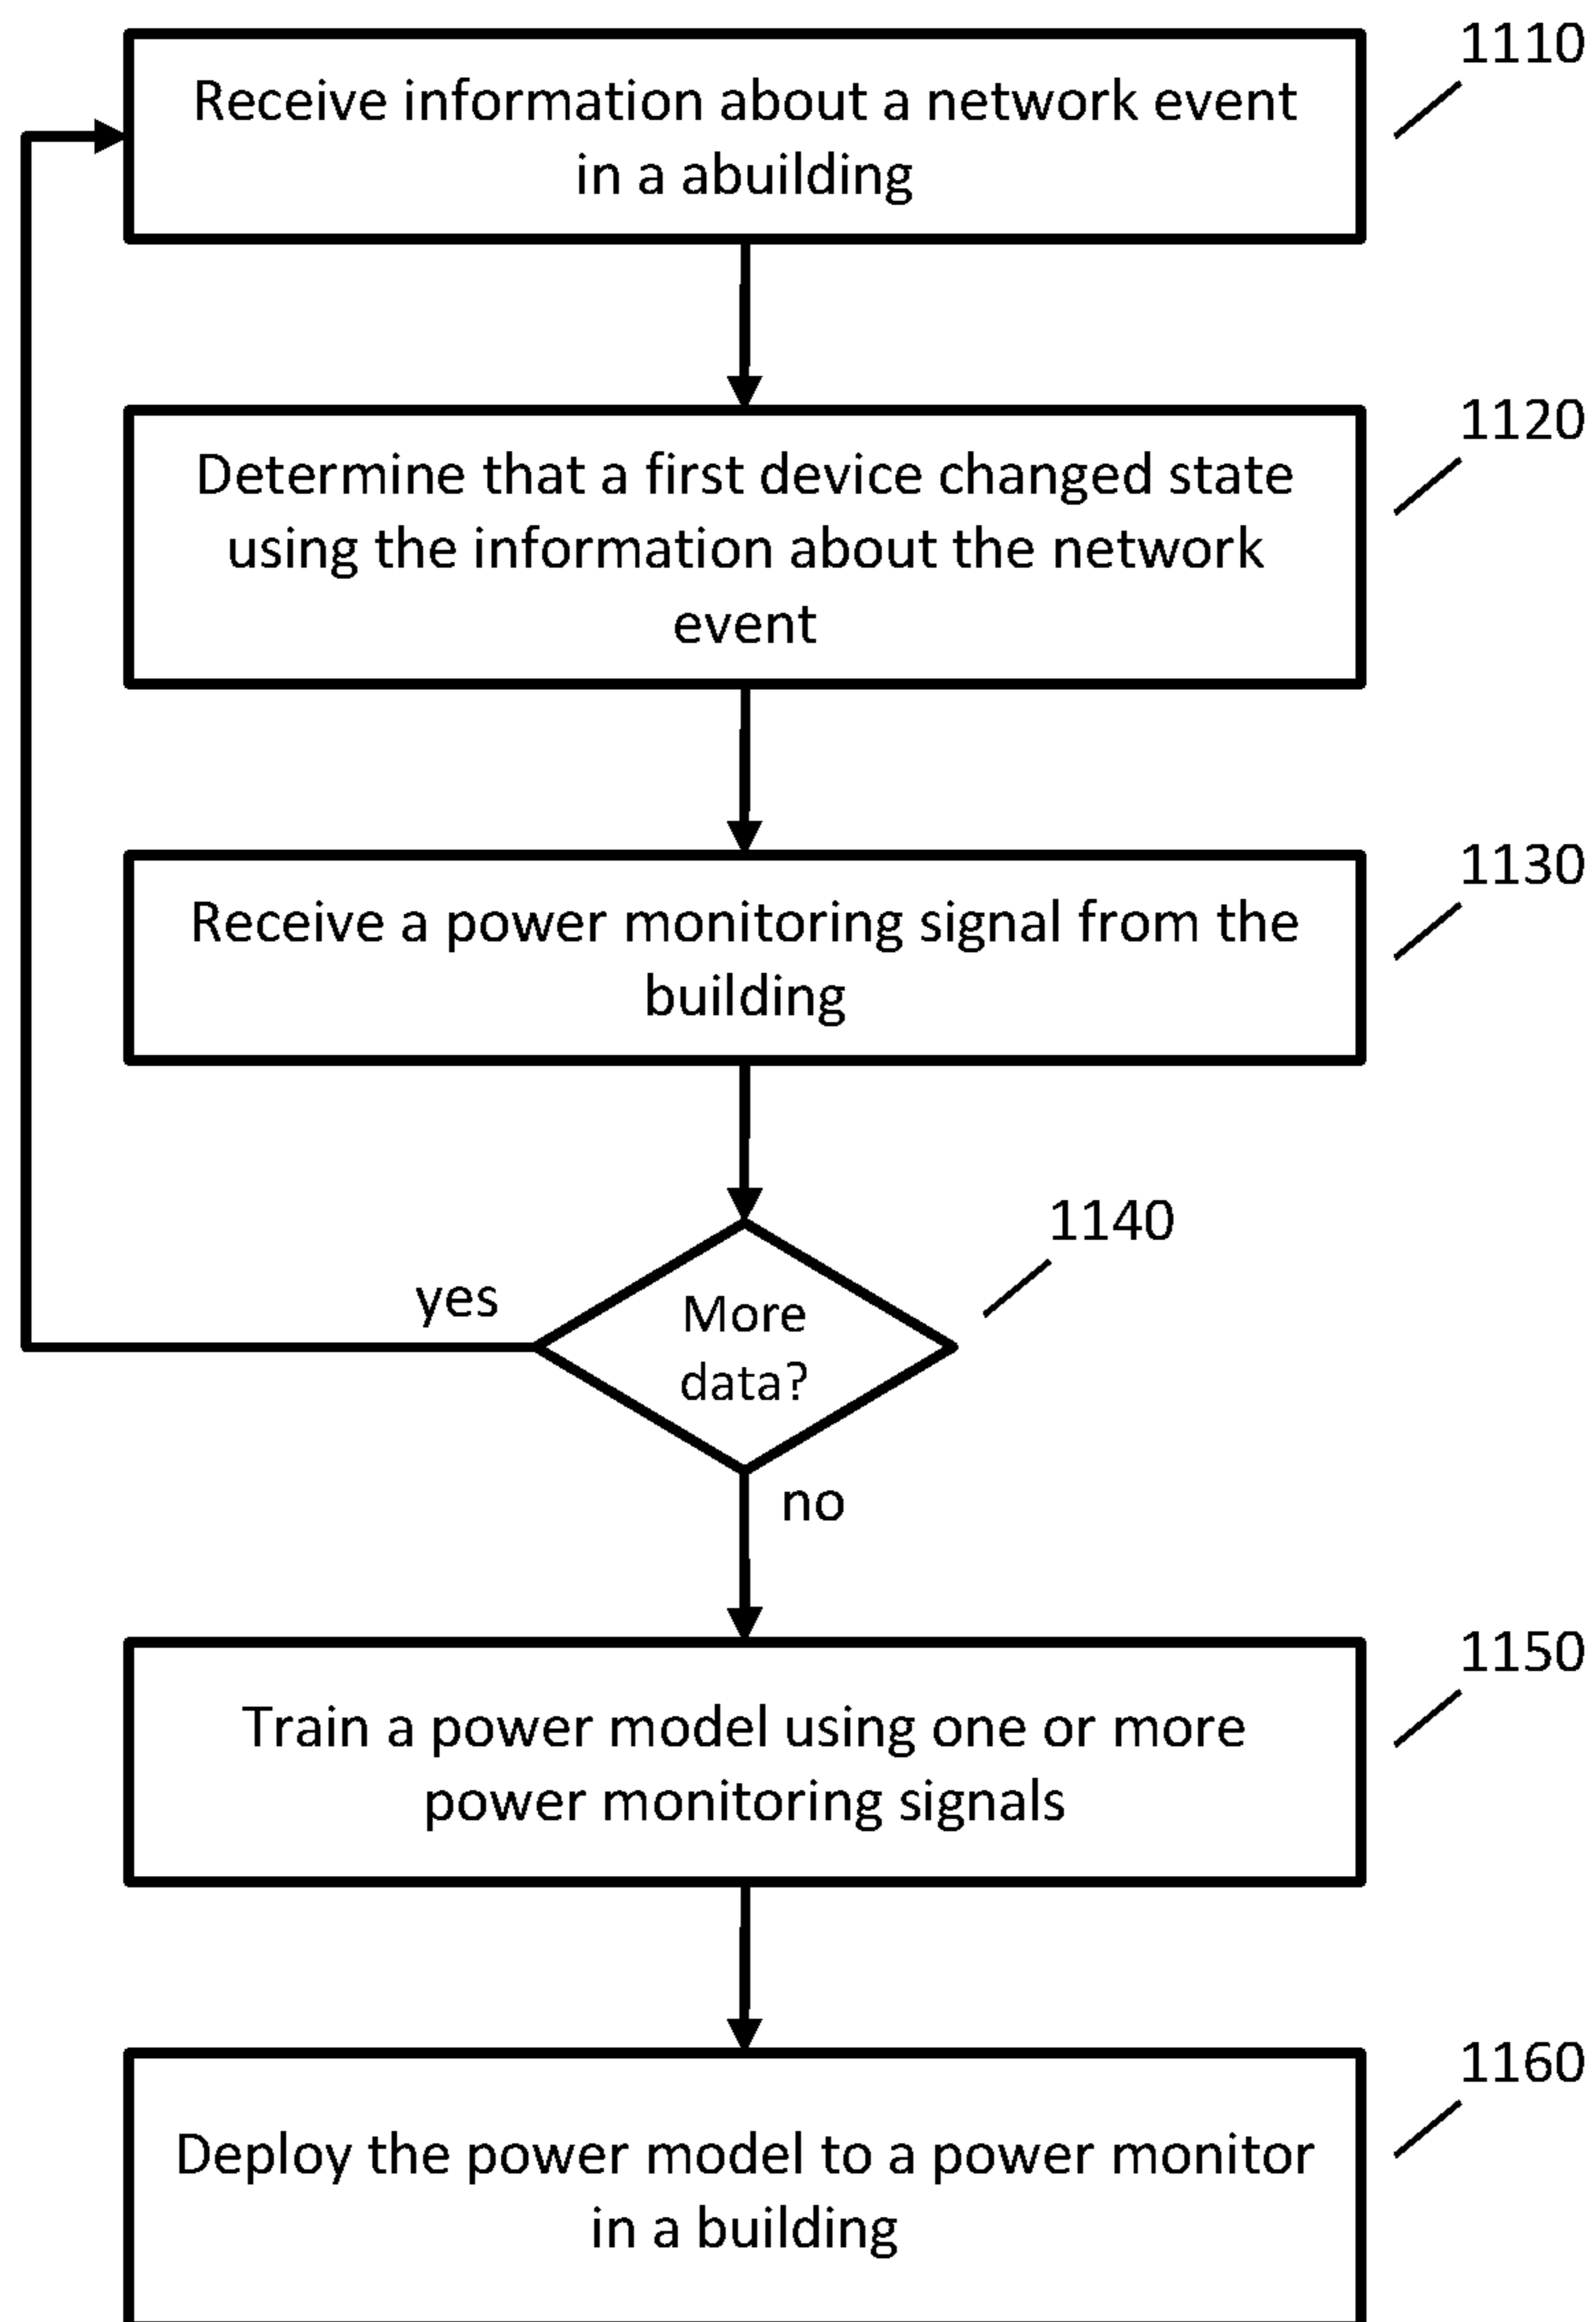 1110
Receive information about a network event
in a abuilding
1120
Determine that a first device changed state
using the information about the network
event
1130
Receive a power monitoring signal from the
building
1140
yes
More
data?
no
1150
Train a power model using one or more
power monitoring signals
1160
Deploy the power model to a power monitor
in a building